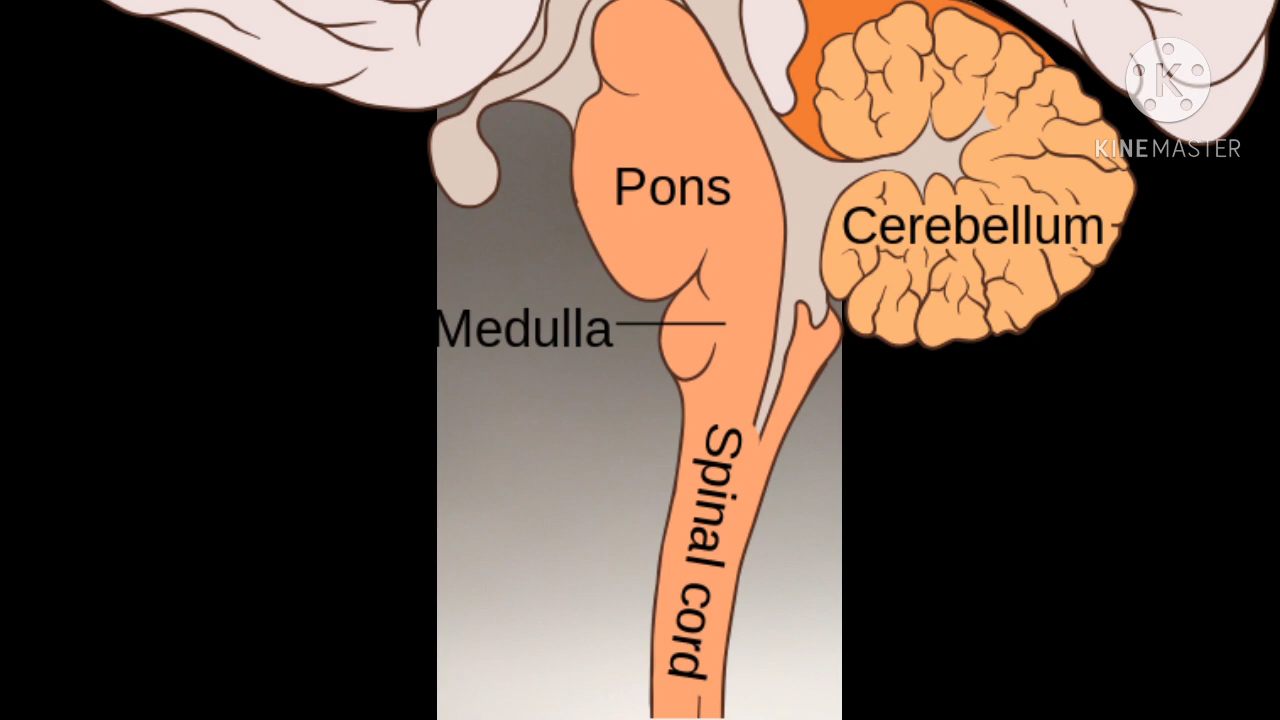 K
KINEMASTER
Pons
Cerebellum
Medulla
Spinal cord